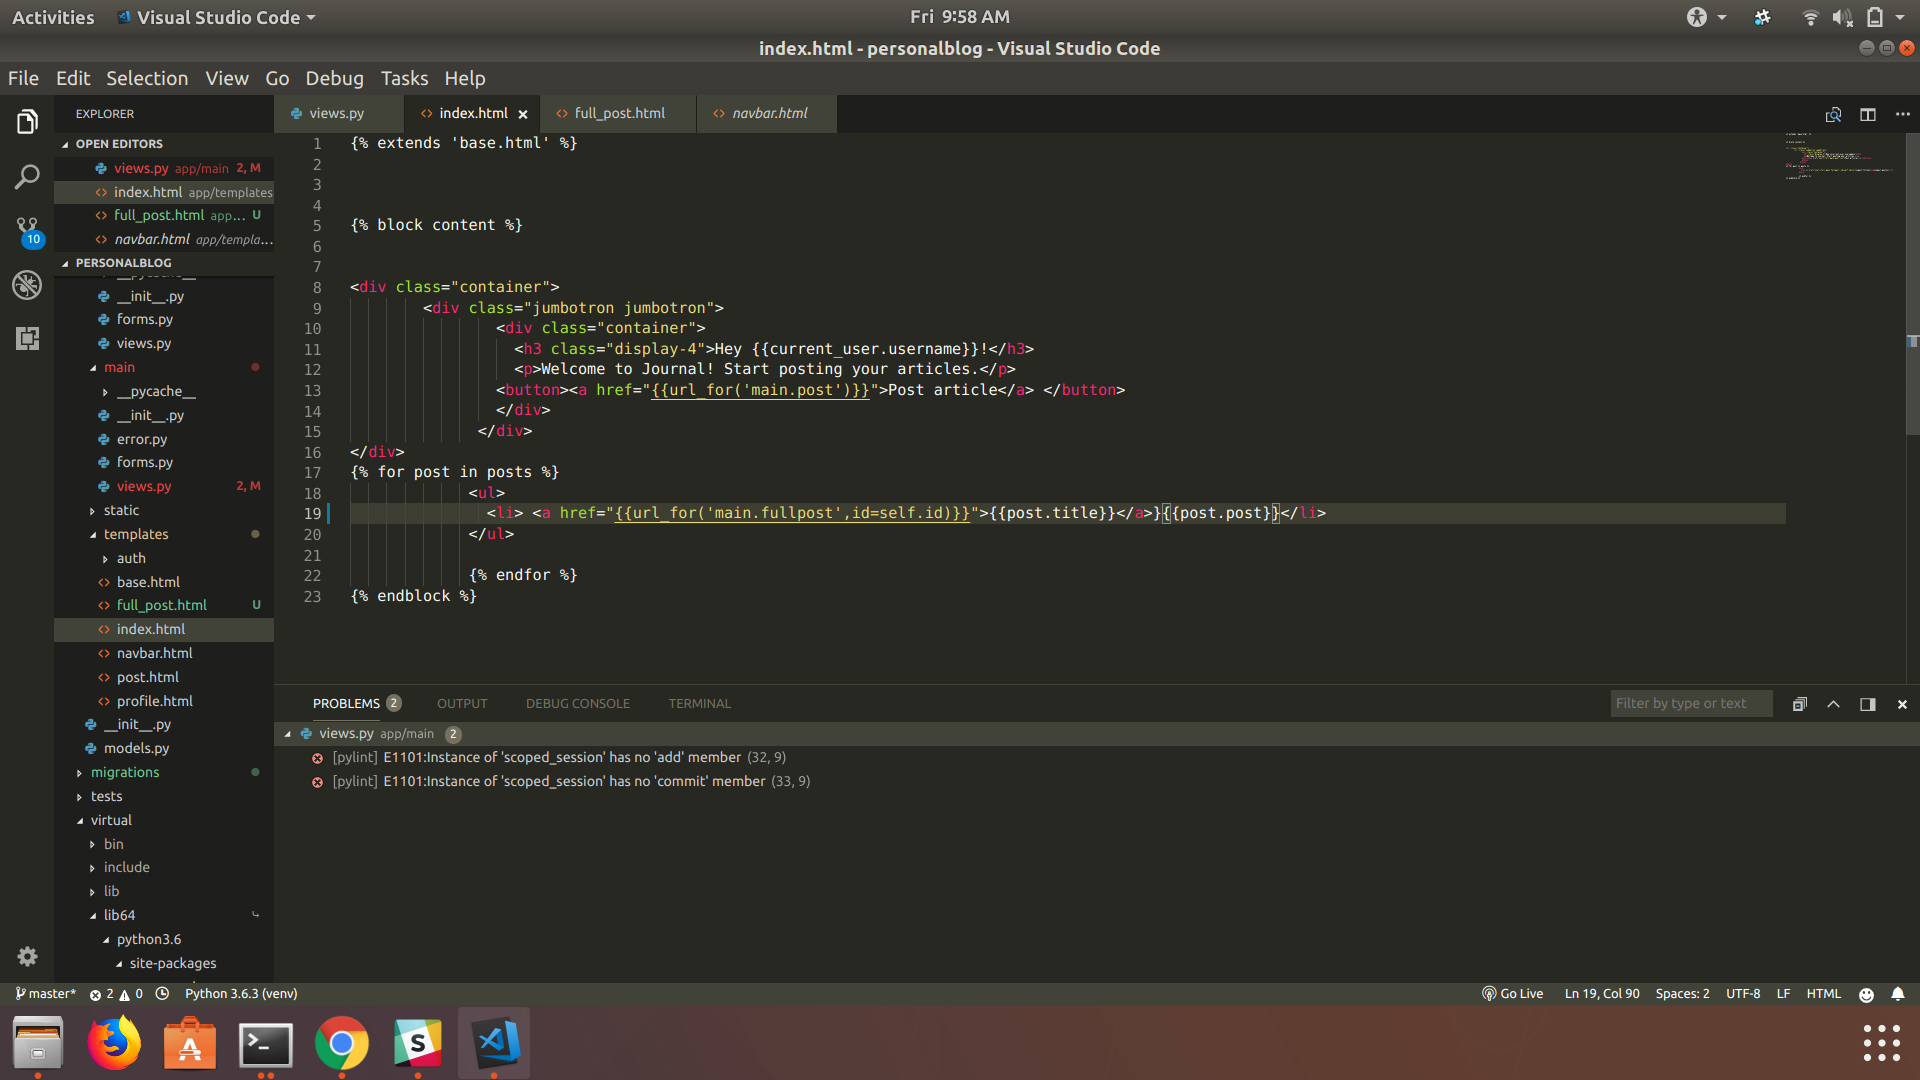 Activities
Visual Studio Code
Fri 9:58 AM
index.html - personalblog - Visual Studio Code
File Edit Selection View Go Debug Tasks Help
EXPLORER
OPEN EDITORS
views.py app/main 2, M
index.html app/templates
full_post.html app... U
navbar.html app/templa...
10
PERSONALBLOG
__pycache__
__init__.py
forms.py
views.py
main
__pycache__
__init__.py
error.py
forms.py
views.py 2, M
static
templates
auth
base.html
full_post.html U
index.html
navbar.html
post.html
profile.html
__init__.py
models.py
migrations
tests
virtual
bin
include
lib
lib64
python3.6
site-packages
views.py index.html full_post.html navbar.html
1 {% extends 'base.html' %}
2
3
4
5 {% block content %}
6
7
8 <div class="container">
9 <div class="jumbotron jumbotron">
10 <div class="container">
11 <h3 class="display-4">Hey {{current_user.username}}!</h3>
12 <p>Welcome to Journal! Start posting your articles.</p>
13 <button><a href="{{url_for('main.post')}}">Post article</a> </button>
14 </div>
15 </div>
16 </div>
17 {% for post in posts %}
18 <ul>
19 <li> <a href="{{url_for('main.fullpost',id=self.id)}}">{{post.title}}</a>}{{post.post}}</li>
20 </ul>
21
22 {% endfor %}
23 {% endblock %}
PROBLEMS 2 OUTPUT DEBUG CONSOLE TERMINAL
Filter by type or text
views.py app/main 2
[pylint] E1101:Instance of 'scoped_session' has no 'add' member (32, 9)
[pylint] E1101:Instance of 'scoped_session' has no 'commit' member (33, 9)
master* 2 0 Python 3.6.3 (venv)
Go Live Ln 19, Col 90 Spaces: 2 UTF-8 LF HTML